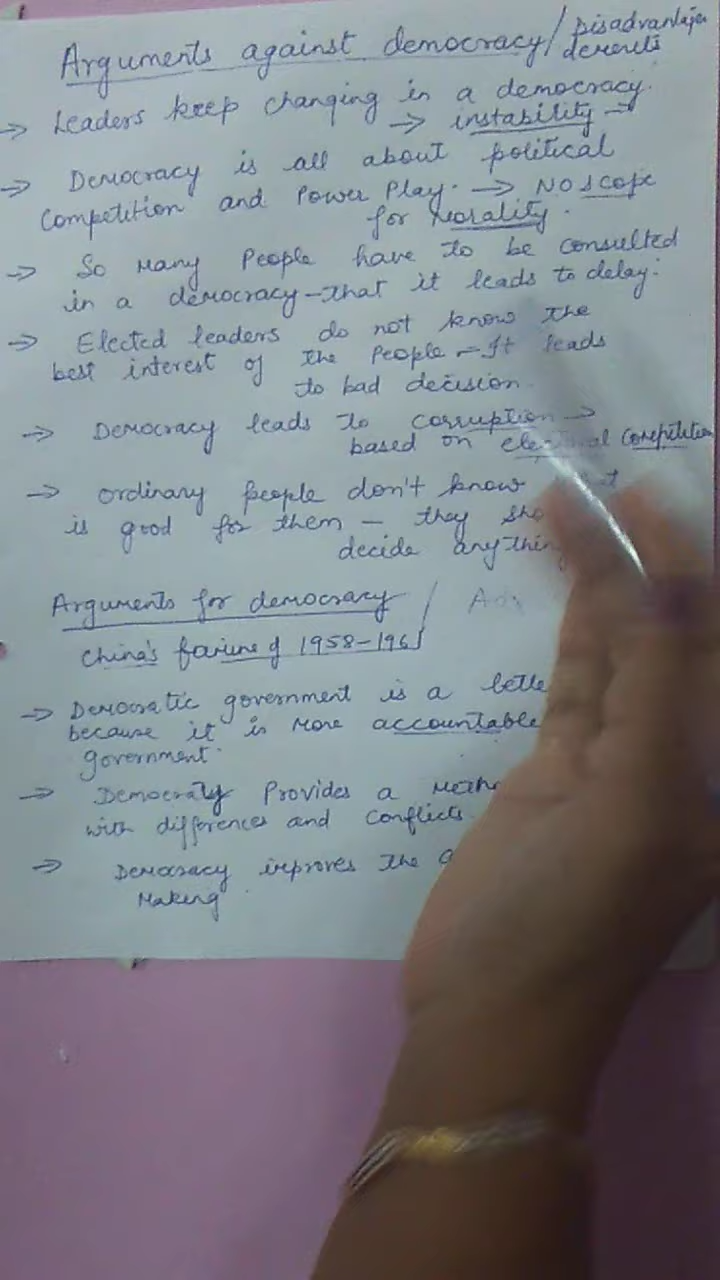 Arguments against democracy / Disadvantages
demerits
→ Leaders keep changing in a democracy.
→ instability →
→ Democracy is all about political
Competition and Power Play. → No scope
for Morality.
→ So Many People have to be consulted
in a democracy - that it leads to delay.
→ Elected leaders do not know the
best interest of the People - It leads
to bad decision.
→ Democracy leads to corruption →
based on electoral Competition
→ Ordinary people don't know
is good for them - they
decide
Arguments for democracy /
China's famine of 1958-1961
→ Democratic government is a
because it is More accountable
government.
→ Democraty Provides a
with differences and Conflicts.
→ Democracy improves the
Making